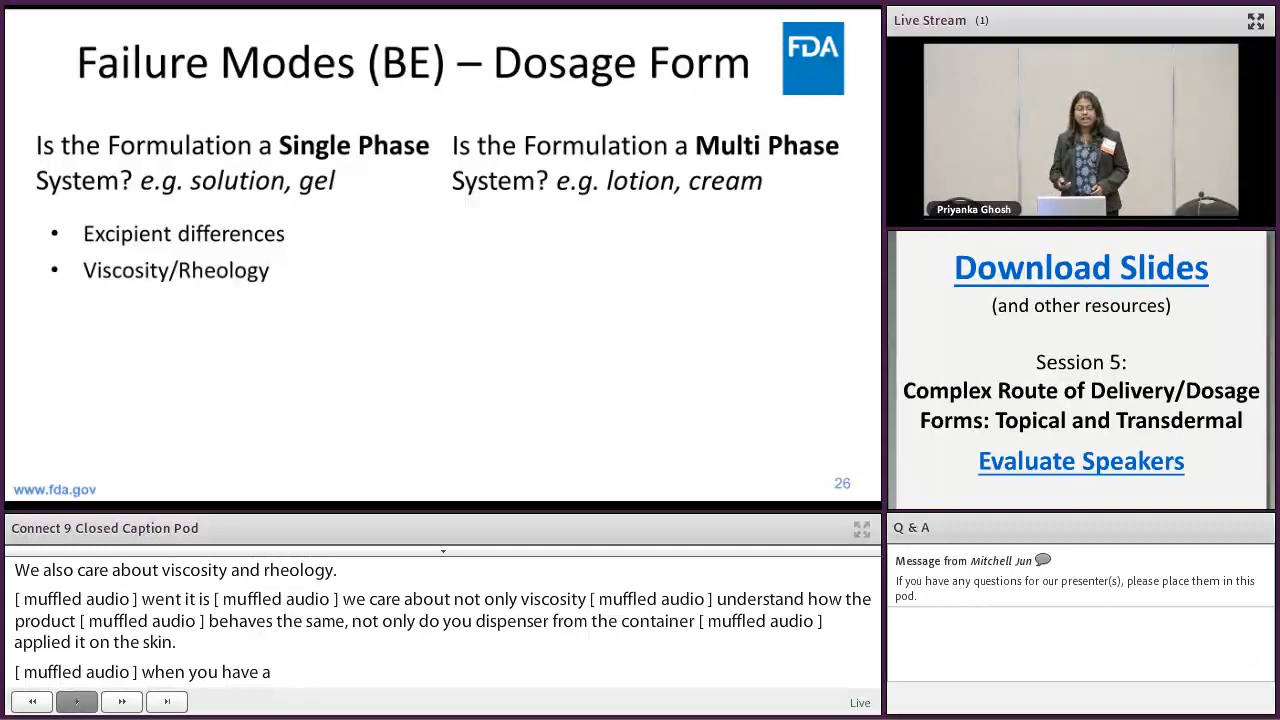 Failure Modes (BE) – Dosage Form
FDA
Is the Formulation a Single Phase
System? e.g. solution, gel
• Excipient differences
• Viscosity/Rheology
Is the Formulation a Multi Phase
System? e.g. lotion, cream
www.fda.gov
26
Live Stream (1)
Priyanka Ghosh
Download Slides
(and other resources)
Session 5:
Complex Route of Delivery/Dosage
Forms: Topical and Transdermal
Evaluate Speakers
Connect 9 Closed Caption Pod
We also care about viscosity and rheology.
[ muffled audio ] went it is [ muffled audio ] we care about not only viscosity [ muffled audio ] understand how the
product [ muffled audio ] behaves the same, not only do you dispenser from the container [ muffled audio ]
applied it on the skin.
[ muffled audio ] when you have a
Live
Q & A
Message from Mitchell Jun
If you have any questions for our presenter(s), please place them in this
pod.